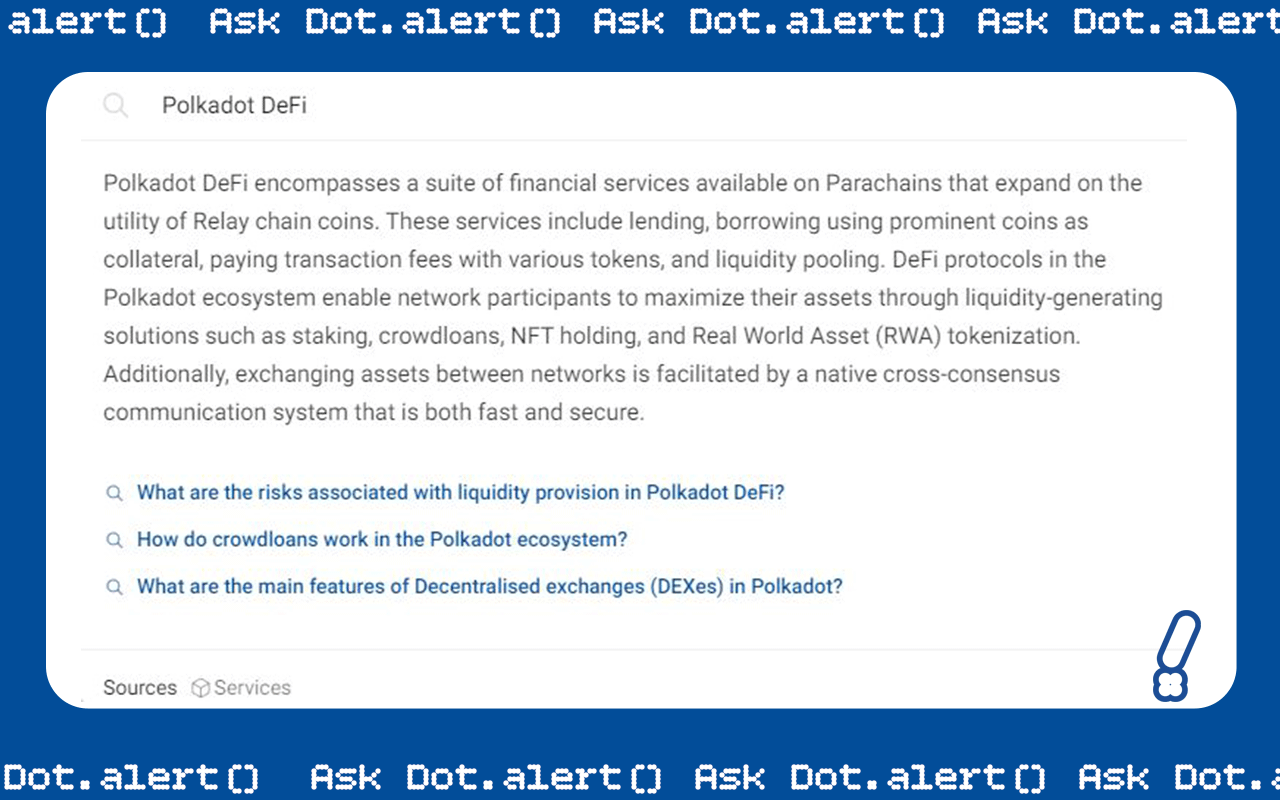 alert() Ask Dot.alert() Ask Dot.alert() Ask Dot.alert
Polkadot DeFi
Polkadot DeFi encompasses a suite of financial services available on Parachains that expand on the
utility of Relay chain coins. These services include lending, borrowing using prominent coins as
collateral, paying transaction fees with various tokens, and liquidity pooling. DeFi protocols in the
Polkadot ecosystem enable network participants to maximize their assets through liquidity-generating
solutions such as staking, crowdloans, NFT holding, and Real World Asset (RWA) tokenization.
Additionally, exchanging assets between networks is facilitated by a native cross-consensus
communication system that is both fast and secure.
What are the risks associated with liquidity provision in Polkadot DeFi?
How do crowdloans work in the Polkadot ecosystem?
What are the main features of Decentralised exchanges (DEXes) in Polkadot?
Sources Services
Dot.alert() Ask Dot.alert() Ask Dot.alert() Ask Dot.a